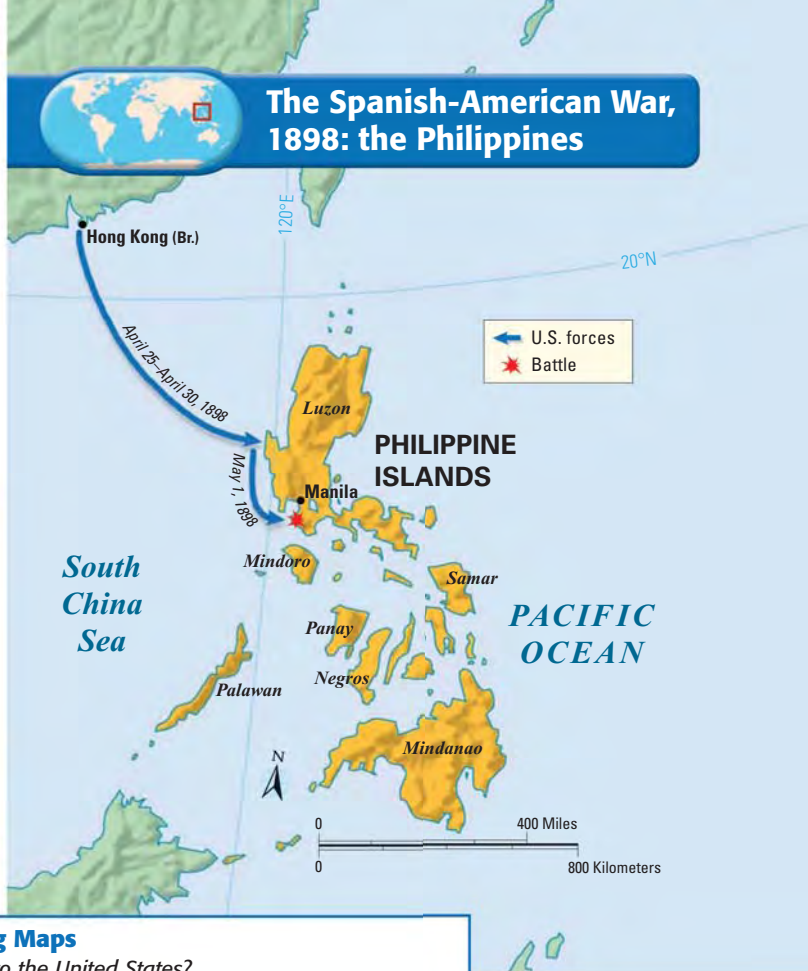 The Spanish-American War,
1898: the Philippines
120°E
Hong Kong (Br.)
20°N
April 25–April 30, 1898
U.S. forces
Battle
Luzon
PHILIPPINE
ISLANDS
Manila
May 1, 1898
Mindoro
South
China
Sea
Samar
PACIFIC
OCEAN
Panay
Negros
Palawan
Mindanao
N
0 400 Miles
0 800 Kilometers
Maps
to the United States?